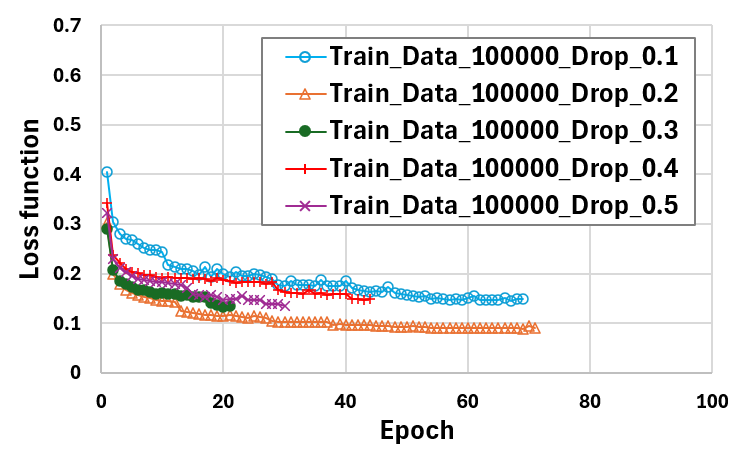 0.7
0.6
0.5
0.4
0.3
0.2
0.1
0
Loss function
Train_Data_100000_Drop_0.1
Train_Data_100000_Drop_0.2
Train_Data_100000_Drop_0.3
Train_Data_100000_Drop_0.4
Train_Data_100000_Drop_0.5
0 20 40 60 80 100
Epoch